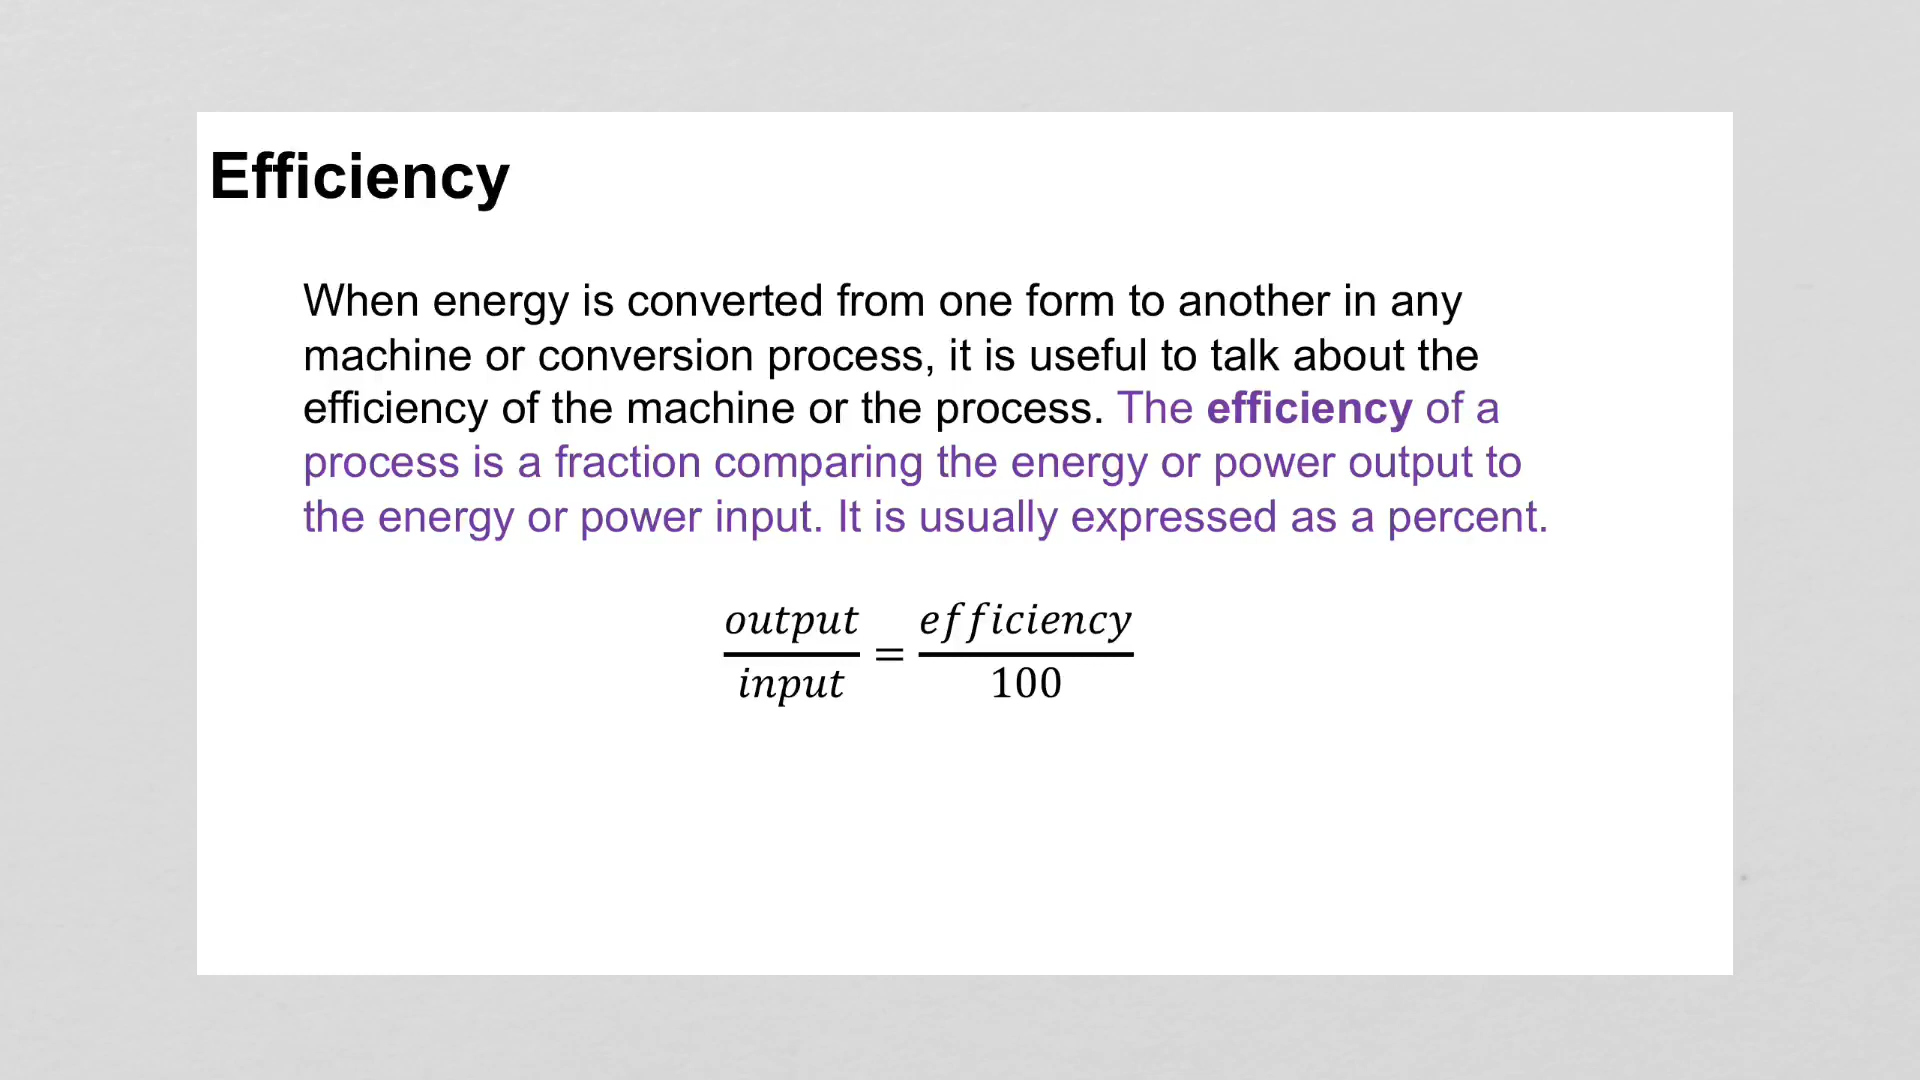 Efficiency
When energy is converted from one form to another in any
machine or conversion process, it is useful to talk about the
efficiency of the machine or the process. The efficiency of a
process is a fraction comparing the energy or power output to
the energy or power input. It is usually expressed as a percent.
output/input = efficiency/100